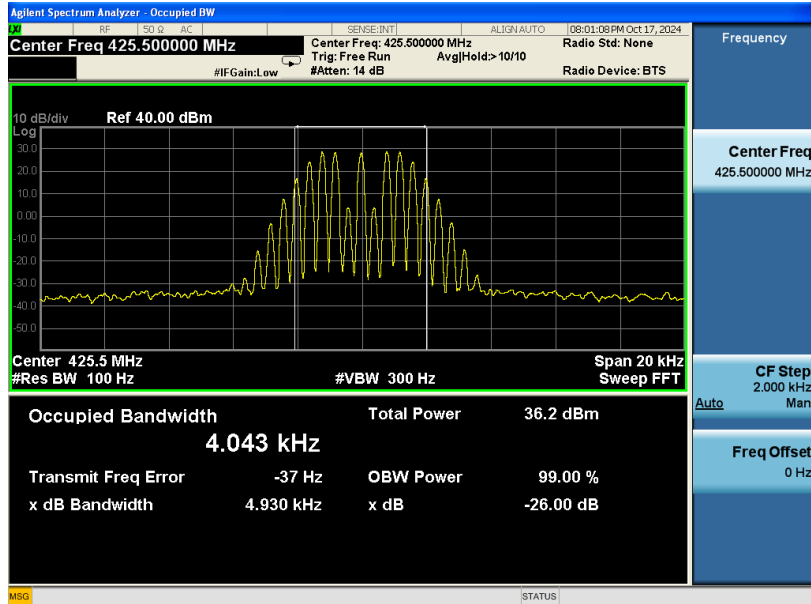 Agilent Spectrum Analyzer - Occupied BW
LXI RF 50 Ω AC SENSE:INT ALIGN AUTO 08:01:08 PM Oct 17, 2024
Center Freq 425.500000 MHz
Center Freq: 425.500000 MHz Radio Std: None
Trig: Free Run Avg|Hold:> 10/10
#IFGain:Low #Atten: 14 dB Radio Device: BTS
Frequency
10 dB/div Ref 40.00 dBm
Log
30.0
20.0
10.0
0.00
-10.0
-20.0
-30.0
-40.0
-50.0
Center 425.5 MHz Span 20 kHz
#Res BW 100 Hz #VBW 300 Hz Sweep FFT
Occupied Bandwidth Total Power 36.2 dBm
4.043 kHz
Transmit Freq Error -37 Hz OBW Power 99.00 %
x dB Bandwidth 4.930 kHz x dB -26.00 dB
Center Freq
425.500000 MHz
CF Step
2.000 kHz
Auto Man
Freq Offset
0 Hz
MSG STATUS